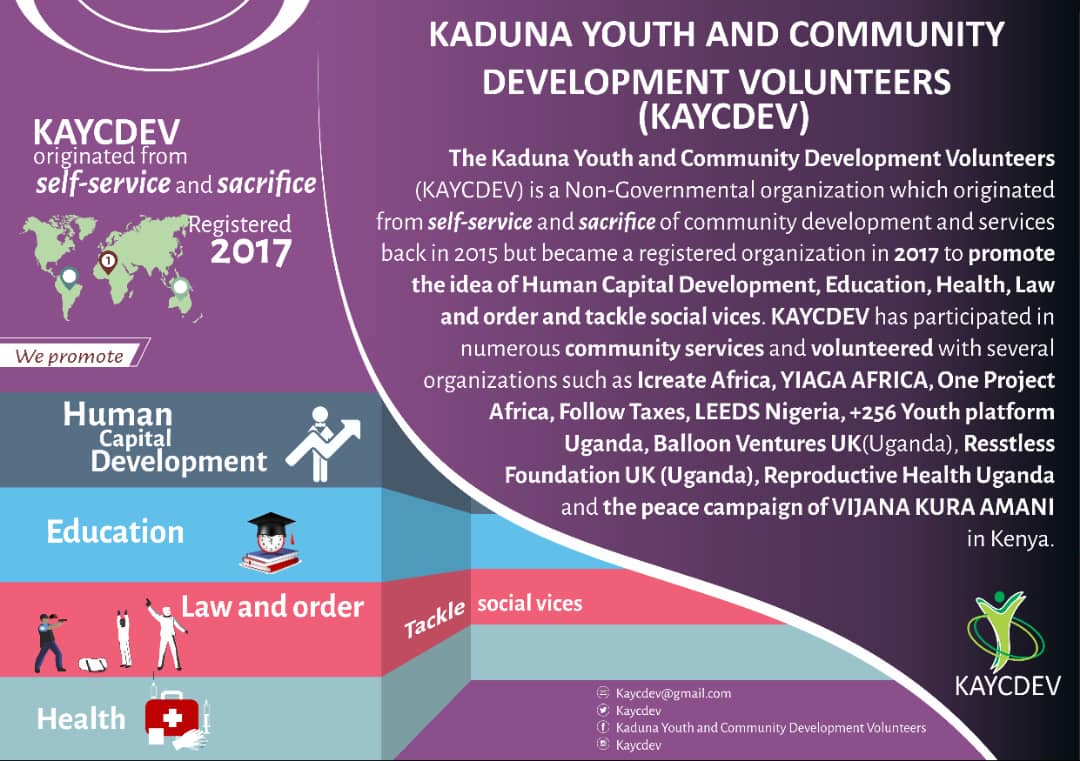 KAYCDEV
originated from
self-service and sacrifice
Registered
2017
1
We promote
Human
Capital
Development
Education
Law and order
Tackle social vices
Health
KADUNA YOUTH AND COMMUNITY
DEVELOPMENT VOLUNTEERS
(KAYCDEV)
The Kaduna Youth and Community Development Volunteers
(KAYCDEV) is a Non-Governmental organization which originated
from self-service and sacrifice of community development and services
back in 2015 but became a registered organization in 2017 to promote
the idea of Human Capital Development, Education, Health, Law
and order and tackle social vices. KAYCDEV has participated in
numerous community services and volunteered with several
organizations such as Icreate Africa, YIAGA AFRICA, One Project
Africa, Follow Taxes, LEEDS Nigeria, +256 Youth platform
Uganda, Balloon Ventures UK(Uganda), Resstless
Foundation UK (Uganda), Reproductive Health Uganda
and the peace campaign of VIJANA KURA AMANI
in Kenya.
KAYCDEV
Kaycdev@gmail.com
Kaycdev
Kaduna Youth and Community Development Volunteers
Kaycdev